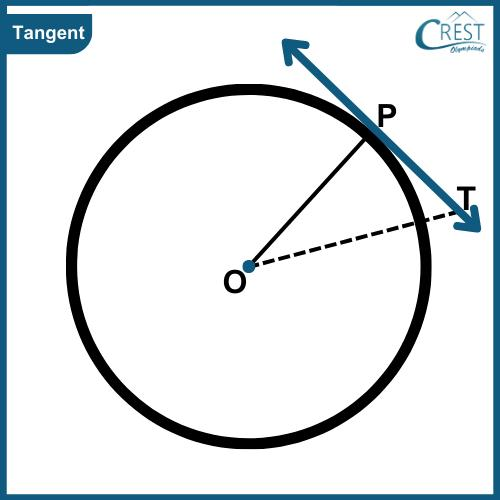 Tangent
CREST
Olympiads
P
T
O